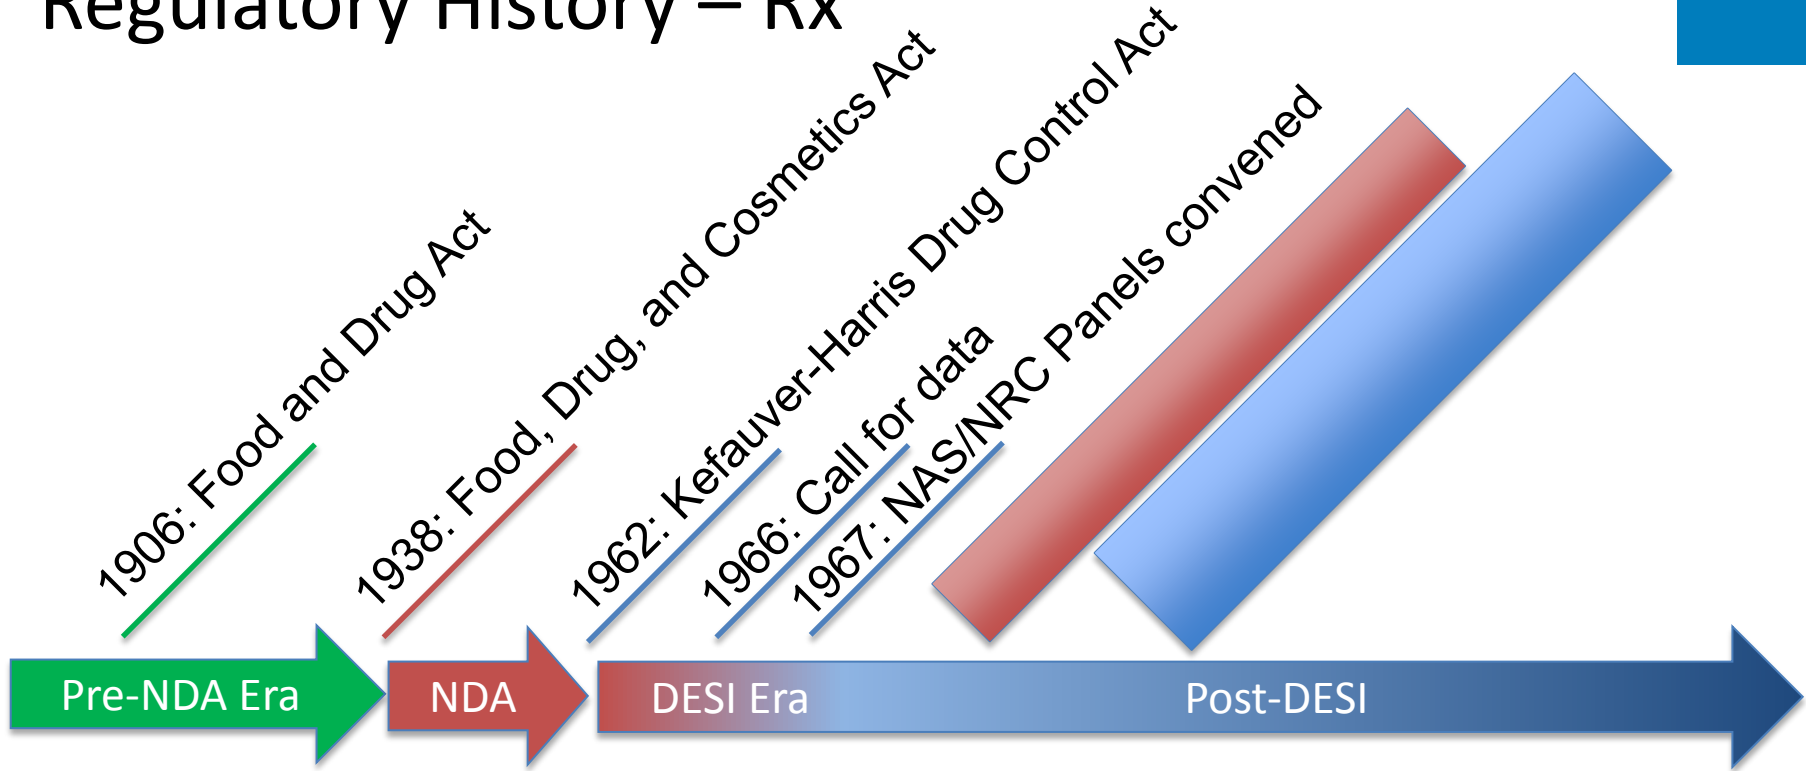 Regulatory History – Rx
1906: Food and Drug Act
1938: Food, Drug, and Cosmetics Act
1962: Kefauver-Harris Drug Control Act
1966: Call for data
1967: NAS/NRC Panels convened
Pre-NDA Era
NDA
DESI Era
Post-DESI